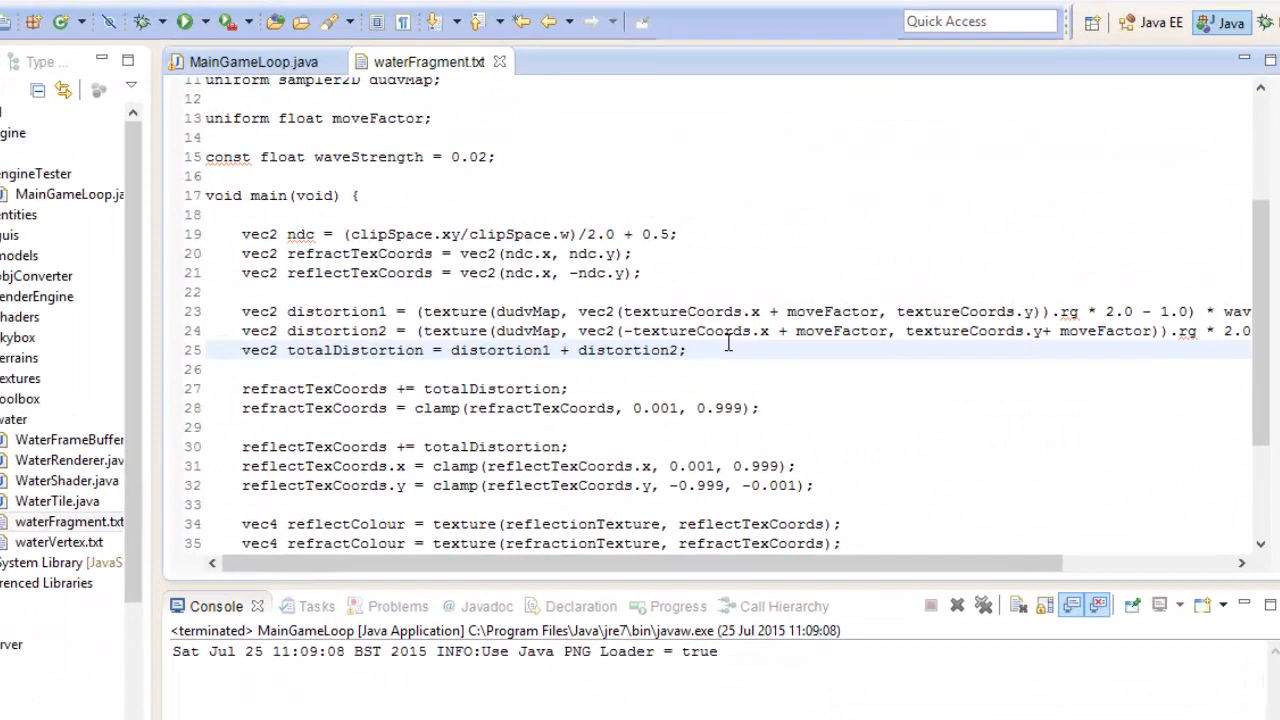 Quick Access
Java EE
Java
Type ...
MainGameLoop.java
waterFragment.txt
gine
engineTester
MainGameLoop.ja
ntities
uis
odels
objConverter
enderEngine
haders
kybox
errains
oolbox
ater
WaterFrameBuffer
WaterRenderer.jav
WaterShader.java
WaterTile.java
waterFragment.txt
waterVertex.txt
ystem Library [JavaS
erenced Libraries
rver
11 uniform sampler2D dudvMap;
12
13 uniform float moveFactor;
14
15 const float waveStrength = 0.02;
16
17 void main(void) {
18
19 vec2 ndc = (clipSpace.xy/clipSpace.w)/2.0 + 0.5;
20 vec2 refractTexCoords = vec2(ndc.x, ndc.y);
21 vec2 reflectTexCoords = vec2(ndc.x, -ndc.y);
22
23 vec2 distortion1 = (texture(dudvMap, vec2(textureCoords.x + moveFactor, textureCoords.y)).rg * 2.0 - 1.0) * wav
24 vec2 distortion2 = (texture(dudvMap, vec2(-textureCoords.x + moveFactor, textureCoords.y+ moveFactor)).rg * 2.0
25 vec2 totalDistortion = distortion1 + distortion2;
26
27 refractTexCoords += totalDistortion;
28 refractTexCoords = clamp(refractTexCoords, 0.001, 0.999);
29
30 reflectTexCoords += totalDistortion;
31 reflectTexCoords.x = clamp(reflectTexCoords.x, 0.001, 0.999);
32 reflectTexCoords.y = clamp(reflectTexCoords.y, -0.999, -0.001);
33
34 vec4 reflectColour = texture(reflectionTexture, reflectTexCoords);
35 vec4 refractColour = texture(refractionTexture, refractTexCoords);
Console Tasks Problems @ Javadoc Declaration Progress Call Hierarchy
<terminated> MainGameLoop [Java Application] C:\Program Files\Java\jre7\bin\javaw.exe (25 Jul 2015 11:09:08)
Sat Jul 25 11:09:08 BST 2015 INFO:Use Java PNG Loader = true